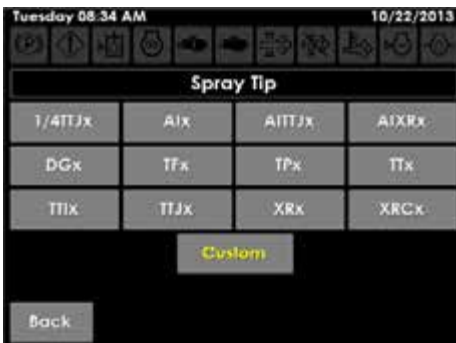 Tuesday 08:34 AM 10/22/2013
Spray Tip
1/4TTJx AIx AITTJx AIXRx
DGx TFx TPx TTx
TTIx TTJx XRx XRCx
Custom
Back